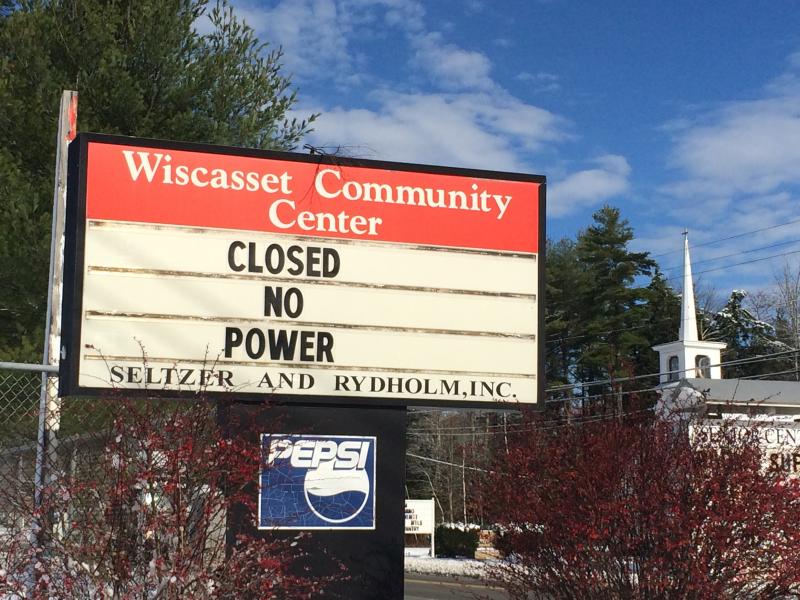 Wiscasset Community
Center
CLOSED
NO
POWER
SELTZER AND RYDHOLM, INC.
PEPSI